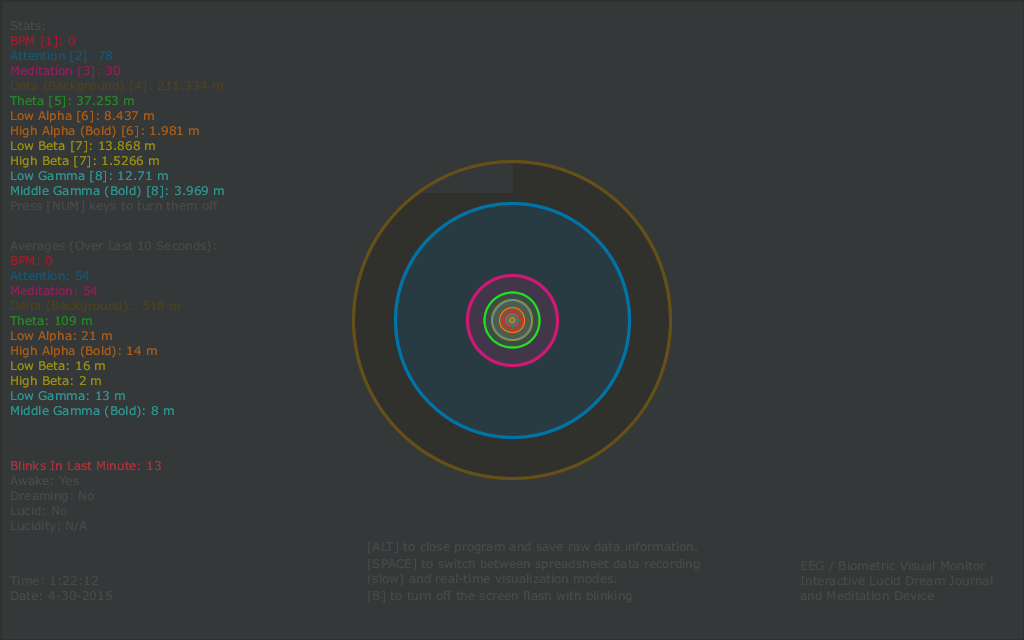 Stats:
BPM [1]: 0
Attention [2]: 78
Meditation [3]: 30
Delta (Background) [4]: 211.334 m
Theta [5]: 37.253 m
Low Alpha [6]: 8.437 m
High Alpha (Bold) [6]: 1.981 m
Low Beta [7]: 13.868 m
High Beta [7]: 1.5266 m
Low Gamma [8]: 12.71 m
Middle Gamma (Bold) [8]: 3.969 m
Press [NUM] keys to turn them off
Averages (Over Last 10 Seconds):
BPM: 0
Attention: 54
Meditation: 54
Delta (Background):  518 m
Theta: 109 m
Low Alpha: 21 m
High Alpha (Bold): 14 m
Low Beta: 16 m
High Beta: 2 m
Low Gamma: 13 m
Middle Gamma (Bold): 8 m
Blinks In Last Minute: 13
Awake: Yes
Dreaming: No
Lucid: No
Lucidity: N/A
Time: 1:22:12
Date: 4-30-2015
[ALT] to close program and save raw data information.
[SPACE] to switch between spreadsheet data recording
(slow) and real-time visualization modes.
[B] to turn off the screen flash with blinking
EEG / Biometric Visual Monitor
Interactive Lucid Dream Journal
and Meditation Device